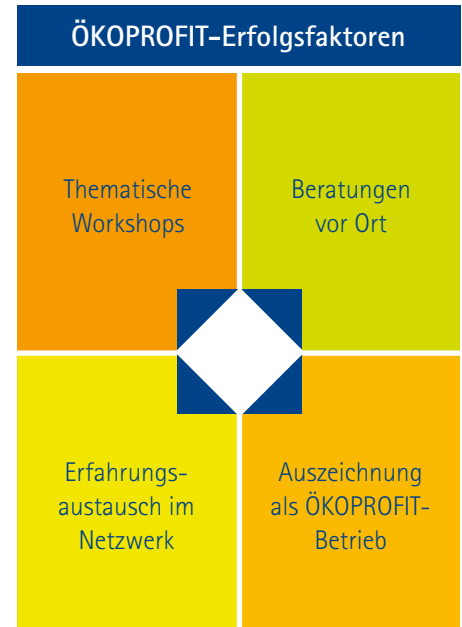 ÖKOPROFIT-Erfolgsfaktoren
Thematische
Workshops
Beratungen
vor Ort
Erfahrungs-
austausch im
Netzwerk
Auszeichnung
als ÖKOPROFIT-
Betrieb